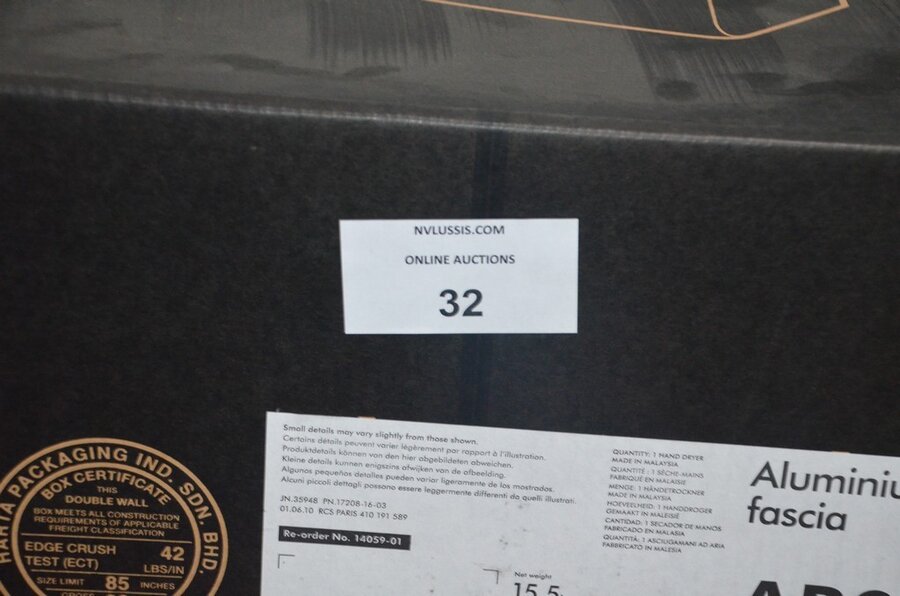 NVLUSSIS.COM
ONLINE AUCTIONS
32
Small details may vary slightly from those shown.
Certains détails peuvent varier légèrement par rapport à l'illustration.
Produktdetails können von den hier abgebildeten abweichen.
Kleine details kunnen enigszins afwijken van de afbeelding.
Algunos pequeños detalles pueden variar ligeramente de los mostrados.
Alcuni piccoli dettagli possono essere leggermente differenti da quelli illustrati.
JN.35948 PN.17208-16-03
01.06.10 RCS PARIS 410 191 589
Re-order No. 14059-01
Net weight
15.5
QUANTITY: 1 HAND DRYER
MADE IN MALAYSIA
QUANTITÉ : 1 SÈCHE-MAINS
FABRIQUÉ EN MALAISIE
MENGE: 1 HÄNDETROCKNER
MADE IN MALAYSIA
HOEVEELHEID: 1 HANDDROGER
GEMAAKT IN MALEISIË
CANTIDAD: 1 SECADOR DE MANOS
FABRICADO EN MALASIA
QUANTITÀ: 1 ASCIUGAMANI AD ARIA
FABBRICATO IN MALESIA
Aluminiu
fascia
PACKAGING IND. SDN. BHD.
BOX CERTIFICATE
THIS
DOUBLE WALL
BOX MEETS ALL CONSTRUCTION
REQUIREMENTS OF APPLICABLE
FREIGHT CLASSIFICATION
EDGE CRUSH
TEST (ECT)
42
LBS/IN
SIZE LIMIT 85 INCHES